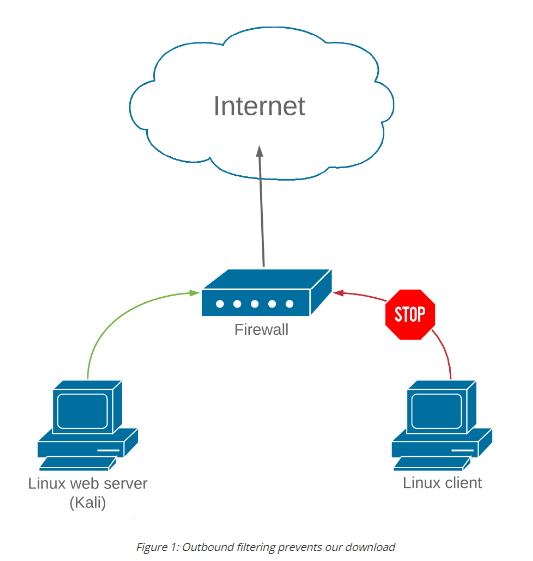 Internet
STOP
Firewall
Linux web server
(Kali)
Linux client
Figure 1: Outbound filtering prevents our download